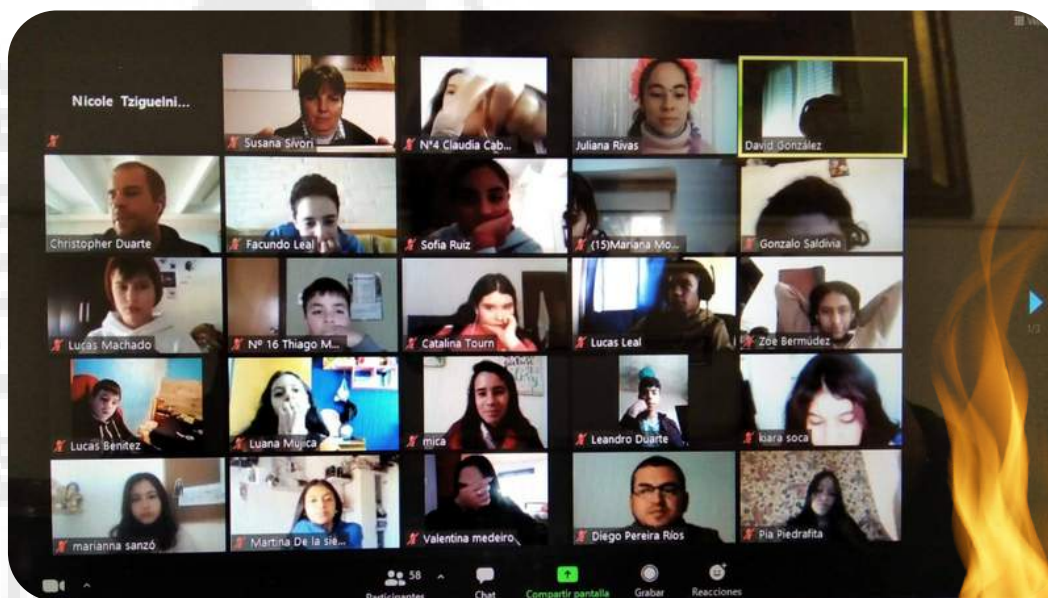 Nicole Tziguelni...
Susana Sívori
N°4 Claudia Cab...
Juliana Rivas
David González
Christopher Duarte
Facundo Leal
Sofia Ruiz
(15)Mariana Mo...
Gonzalo Saldivia
Lucas Machado
Nº 16 Thiago M...
Catalina Tourn
Lucas Leal
Zoe Bermúdez
1/3
Lucas Benitez
Luana Mujica
mica
Leandro Duarte
kiara soca
marianna sanzó
Martina De la sie...
Valentina medeiro
Diego Pereira Ríos
Pia Piedrafita
58
Participantes
Chat
Compartir pantalla
Grabar
Reacciones